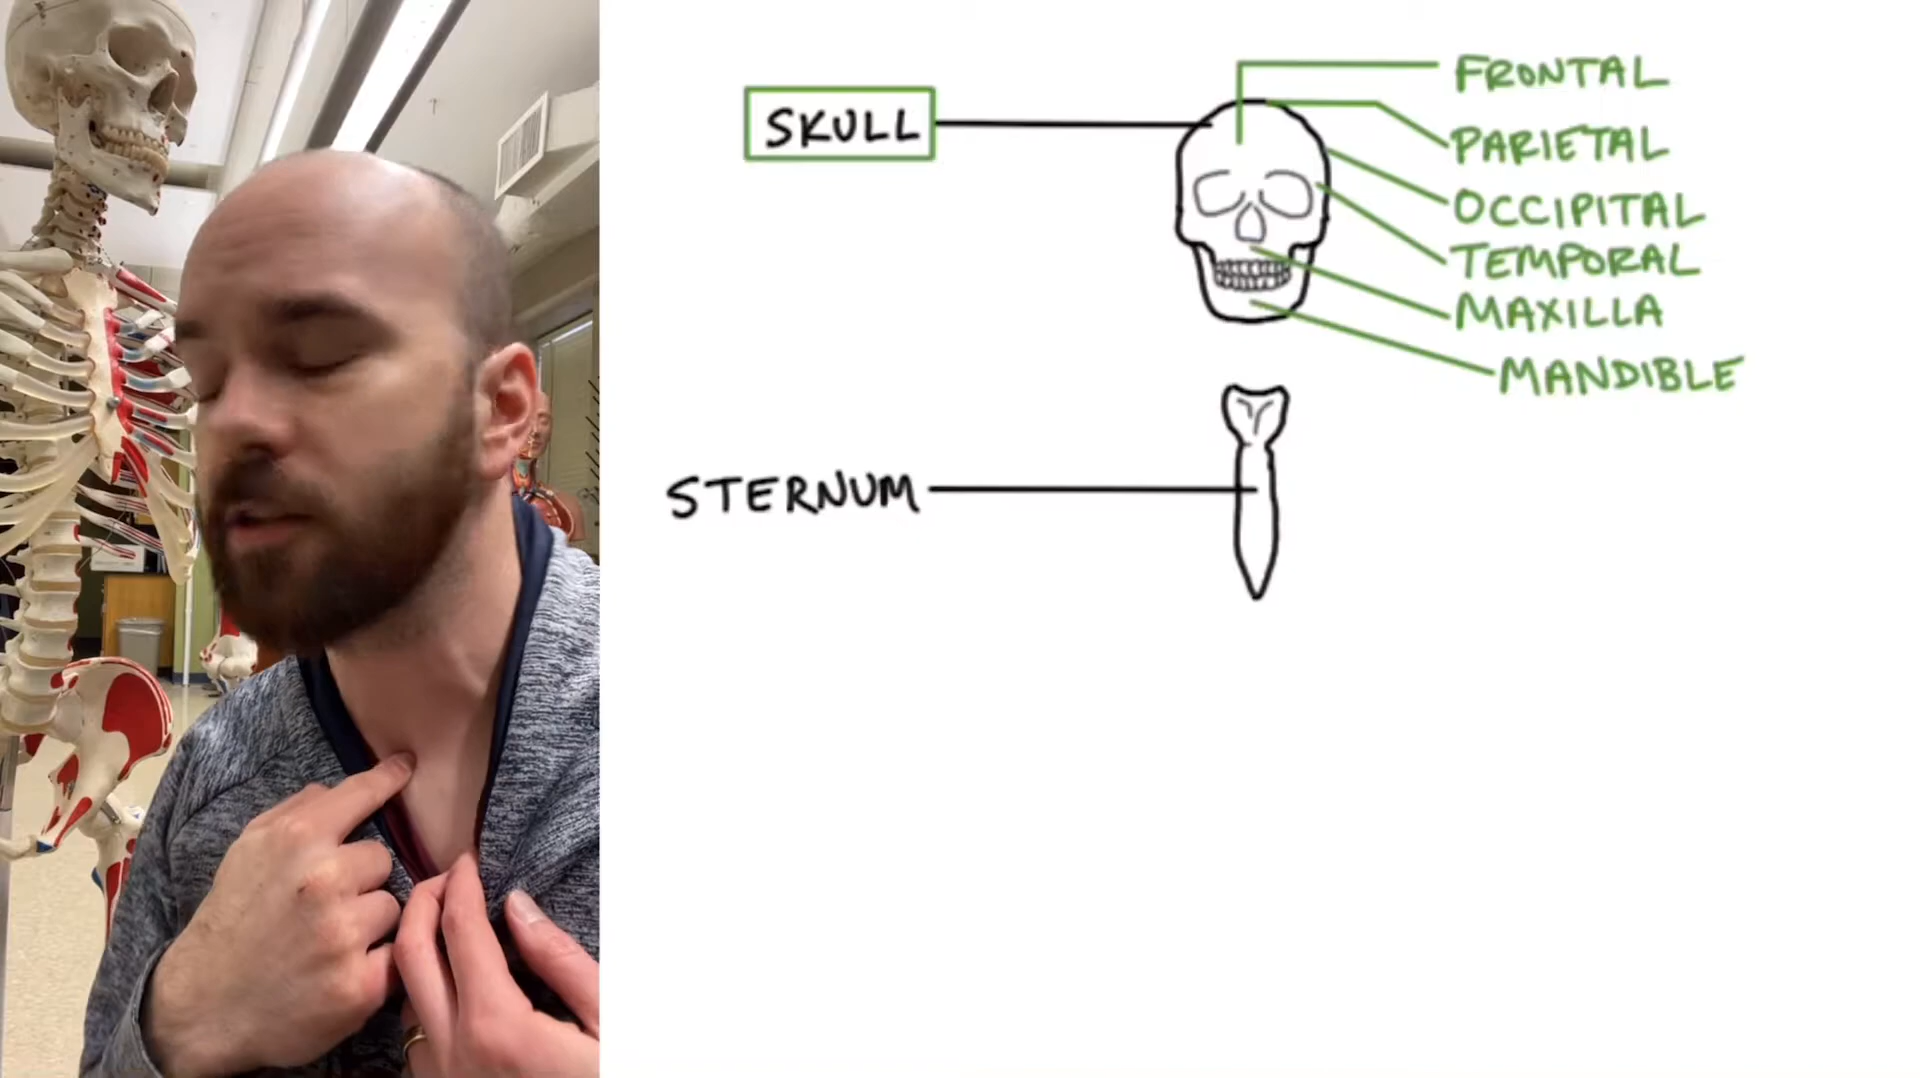 SKULL
FRONTAL
PARIETAL
OCCIPITAL
TEMPORAL
MAXILLA
MANDIBLE
STERNUM